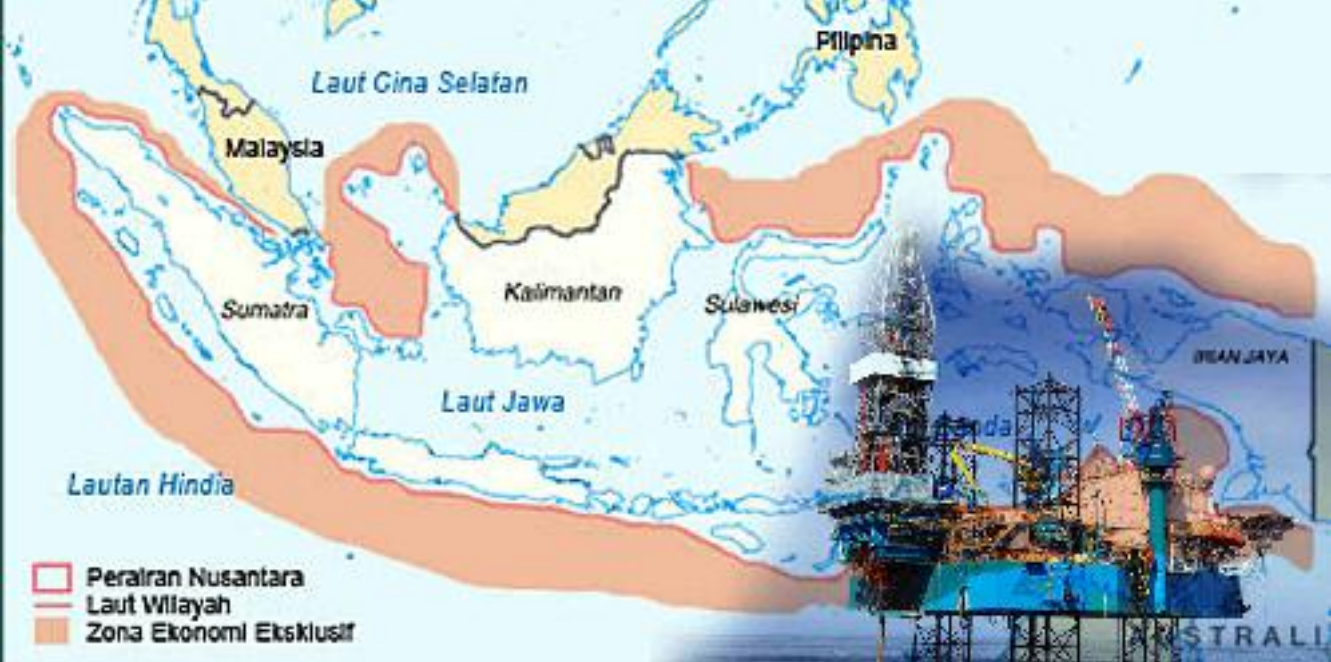 Pilipina
Laut Cina Selatan
Malaysia
Kalimantan
Sulawesi
Sumatra
IRIAN JAYA
Laut Jawa
Lautan Hindia
Perairan Nusantara
Laut Wilayah
Zona Ekonomi Eksklusif
AUSTRALI